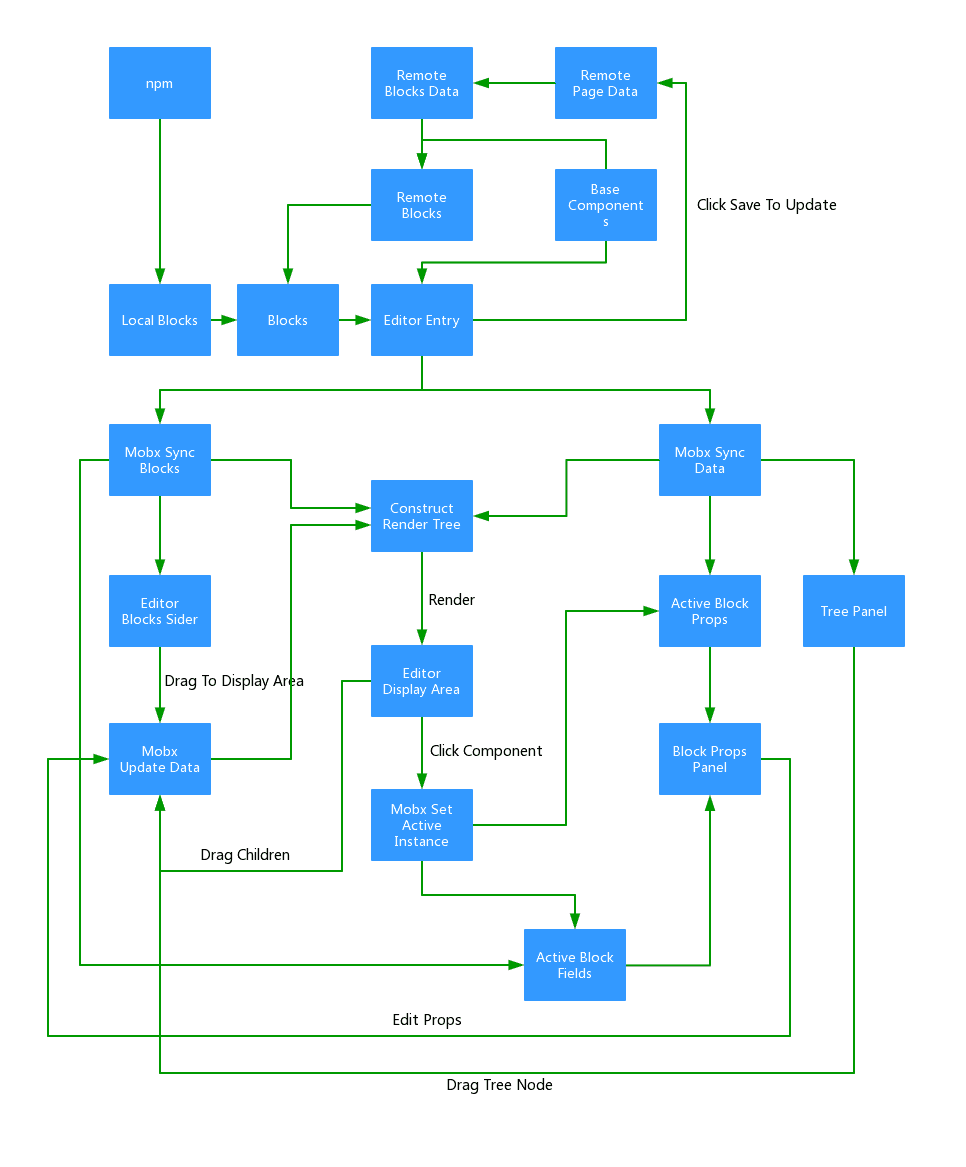 npm
Remote
Blocks Data
Remote
Page Data
Remote
Blocks
Base
Component
s
Click Save To Update
Local Blocks
Blocks
Editor Entry
Mobx Sync
Blocks
Mobx Sync
Data
Construct
Render Tree
Editor
Blocks Sider
Render
Active Block
Props
Tree Panel
Drag To Display Area
Editor
Display Area
Mobx
Update Data
Click Component
Block Props
Panel
Mobx Set
Active
Instance
Drag Children
Active Block
Fields
Edit Props
Drag Tree Node